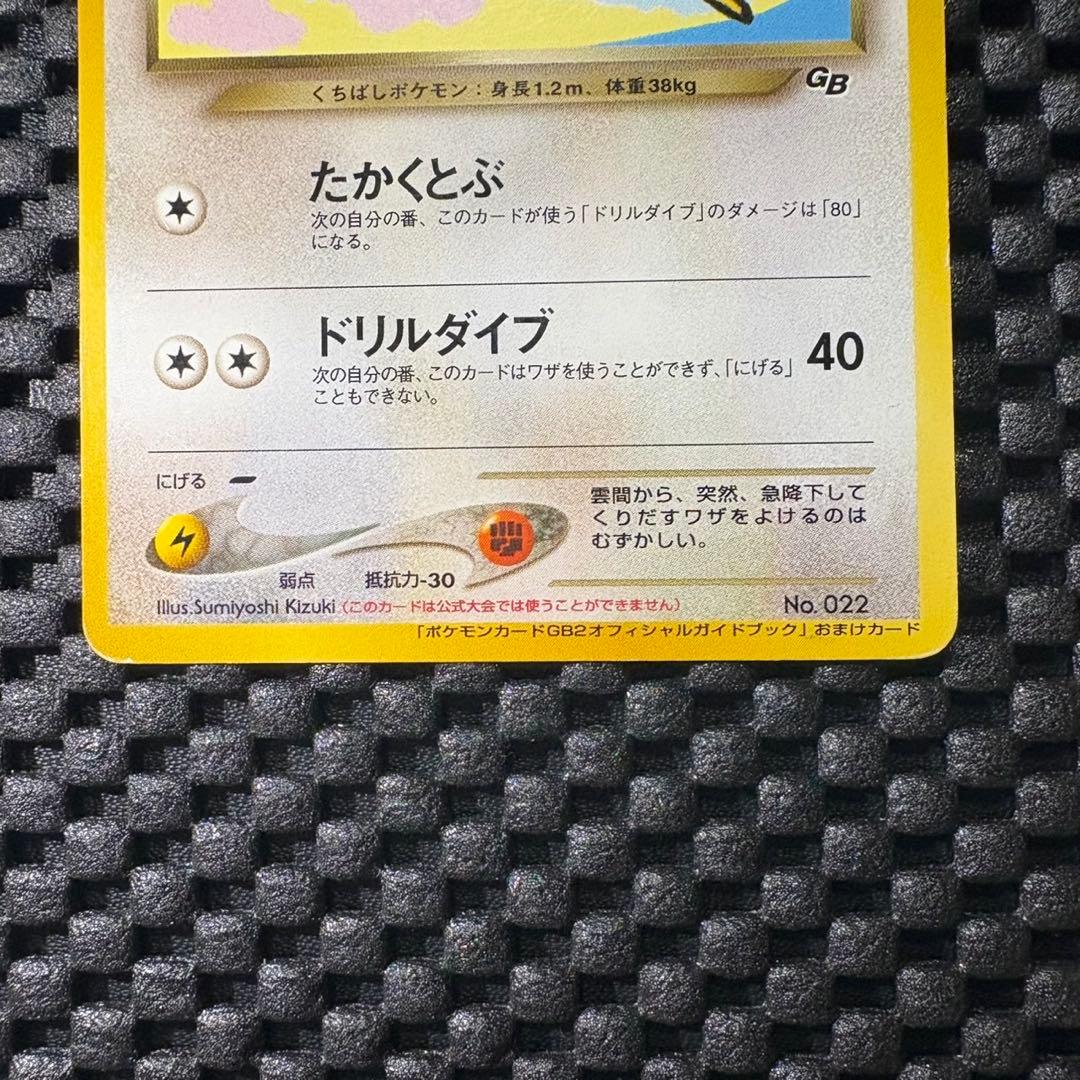 くちばしポケモン：身長1.2m、体重38kg
GB
たかくとぶ
次の自分の番、このカードが使う「ドリルダイブ」のダメージは「80」
になる。
ドリルダイブ
40
次の自分の番、このカードはワザを使うことができず、「にげる」
こともできない。
にげる
雲間から、突然、急降下して
くりだすワザをよけるのは
むずかしい。
弱点
抵抗力-30
Illus.Sumiyoshi Kizuki（このカードは公式大会では使うことができません）
No. 022
「ポケモンカードGB2オフィシャルガイドブック」おまけカード